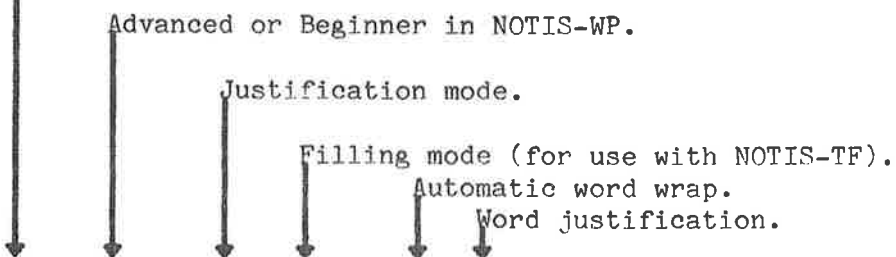 Advanced or Beginner in NOTIS-WP.
Justification mode.
Filling mode (for use with NOTIS-TF).
Automatic word wrap.
Word justification.